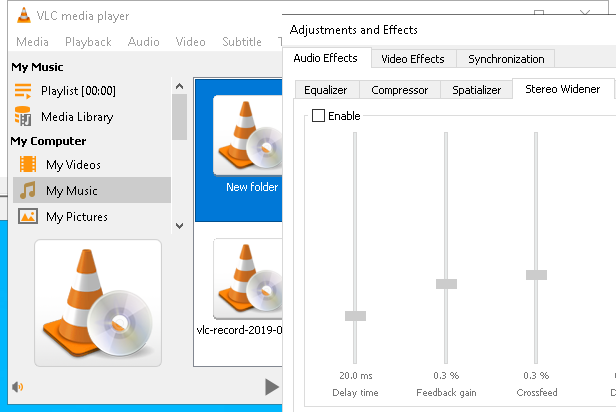 VLC media player
Media Playback Audio Video Subtitle
My Music
Playlist [00:00]
Media Library
My Computer
My Videos
My Music
My Pictures
New folder
vlc-record-2019-0
Adjustments and Effects
Audio Effects Video Effects Synchronization
Equalizer Compressor Spatializer Stereo Widener
Enable
20.0 ms 0.3 % 0.3 %
Delay time Feedback gain Crossfeed D